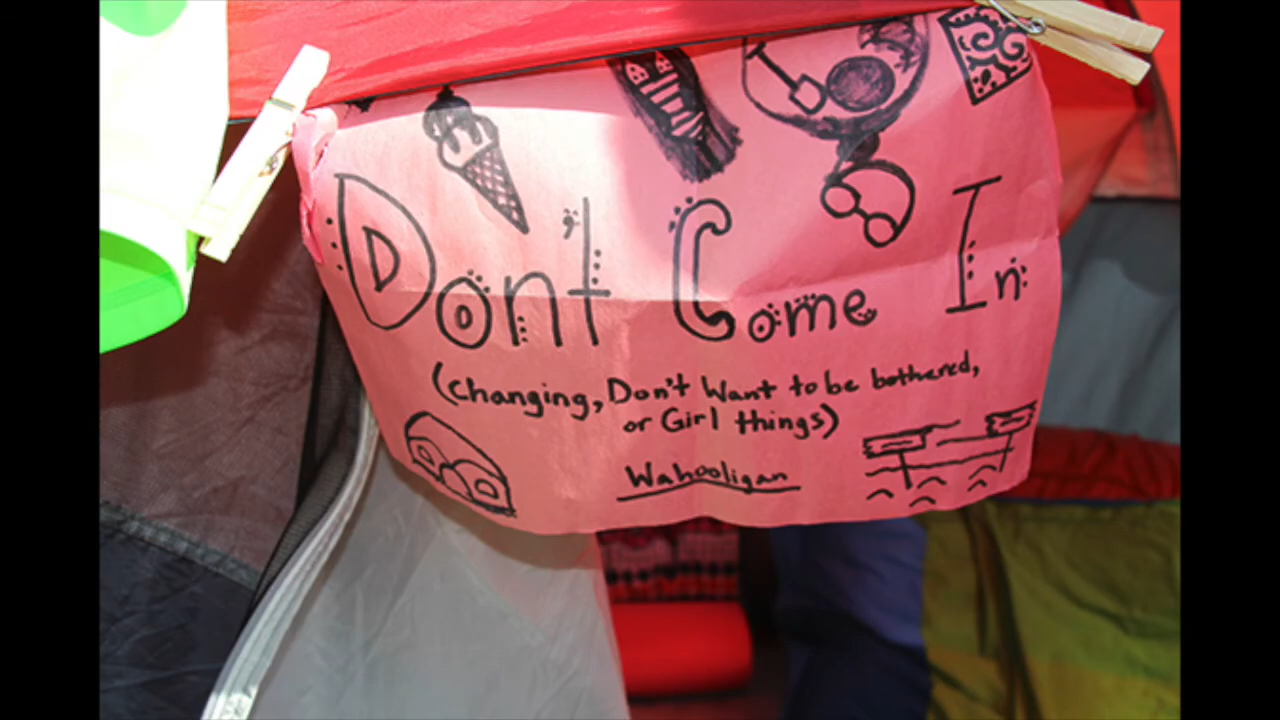 Don't Come In
(Changing, Don't Want to be bothered,
or Girl things)
Wahooligan